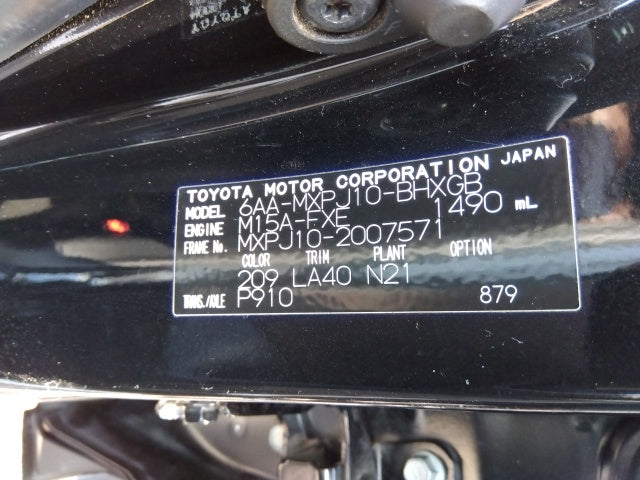 TOYOTA MOTOR CORPORATION JAPAN
MODEL 6AA-MXPJ10-BHXGB
ENGINE M15A-FXE 1490 mL
FRAME No. MXPJ10-2007571
COLOR TRIM PLANT OPTION
209 LA40 N21
TRANS./AXLE P910 879